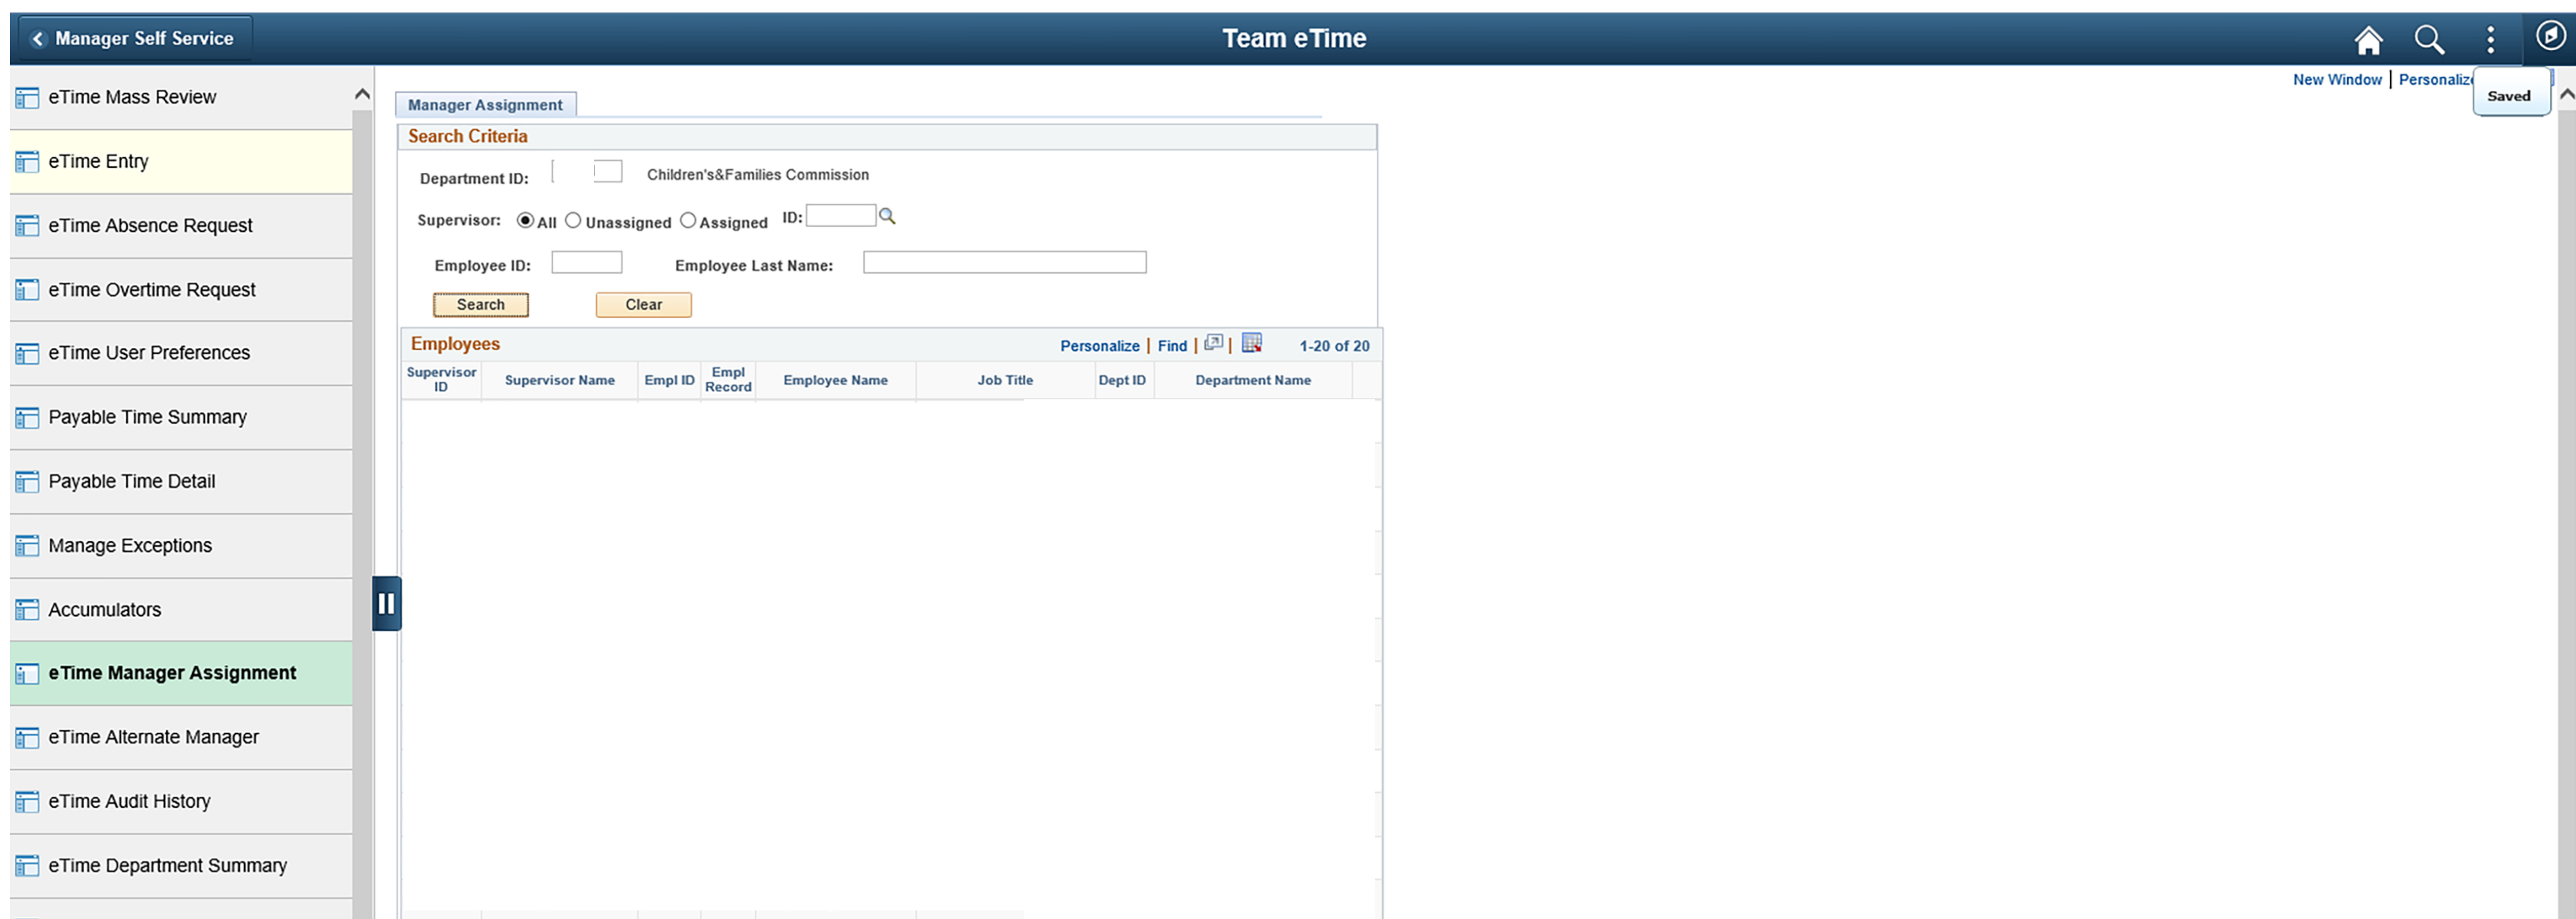 Manager Self Service
Team eTime
New Window | Personalize
Saved
eTime Mass Review
eTime Entry
eTime Absence Request
eTime Overtime Request
eTime User Preferences
Payable Time Summary
Payable Time Detail
Manage Exceptions
Accumulators
eTime Manager Assignment
eTime Alternate Manager
eTime Audit History
eTime Department Summary
Manager Assignment
Search Criteria
Department ID: Children's&Families Commission
Supervisor: All Unassigned Assigned ID:
Employee ID: Employee Last Name:
Search Clear
Employees Personalize | Find | | 1-20 of 20
Supervisor ID Supervisor Name Empl ID Empl Record Employee Name Job Title Dept ID Department Name